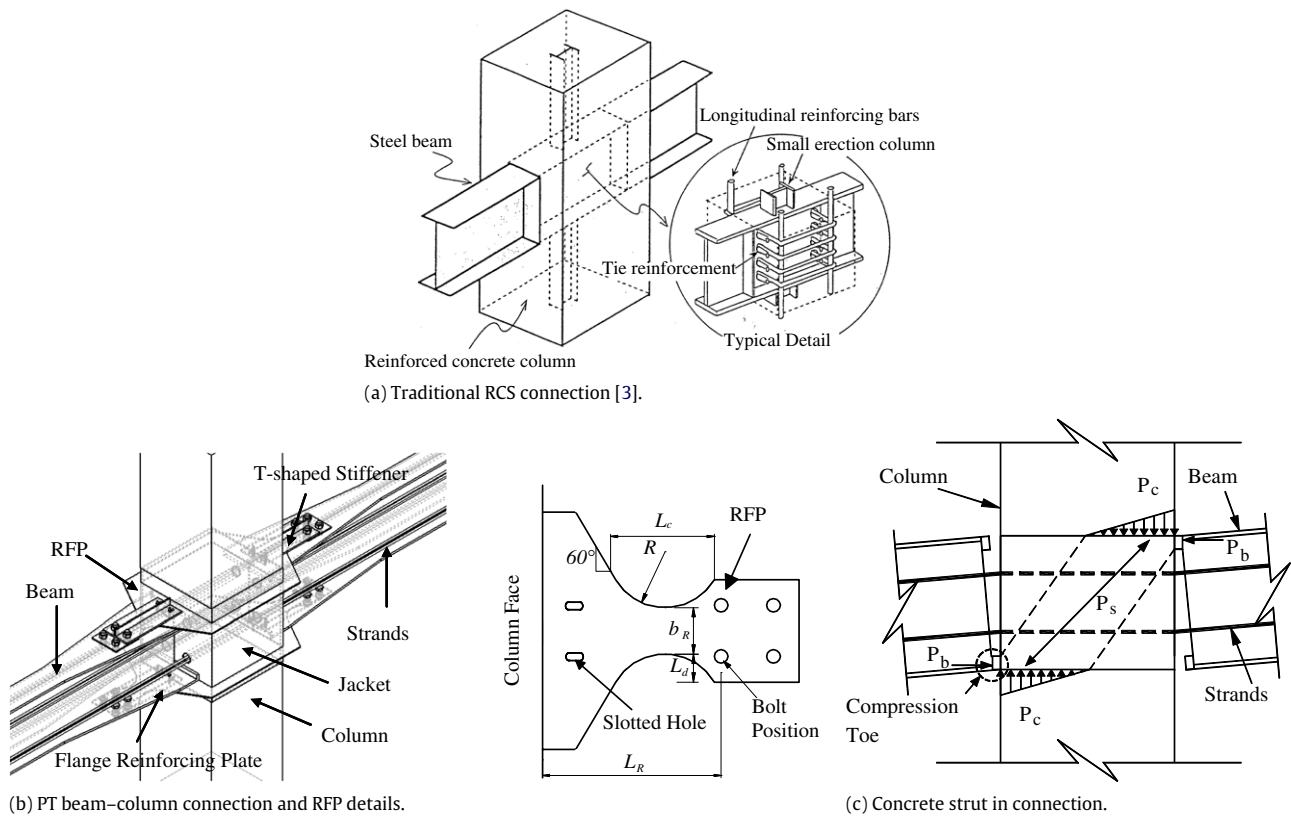 Steel beam
Longitudinal reinforcing bars
Small erection column
Tie reinforcement
Typical Detail
Reinforced concrete column
(a) Traditional RCS connection [3].
T-shaped Stiffener
RFP
Beam
Strands
Jacket
Column
Flange Reinforcing Plate
(b) PT beam–column connection and RFP details.
Column Face
60°
L_c
R
RFP
b_R
L_d
Slotted Hole
Bolt
Position
L_R
Column
P_c
Beam
P_b
P_s
P_b
Strands
Compression
Toe
P_c
(c) Concrete strut in connection.